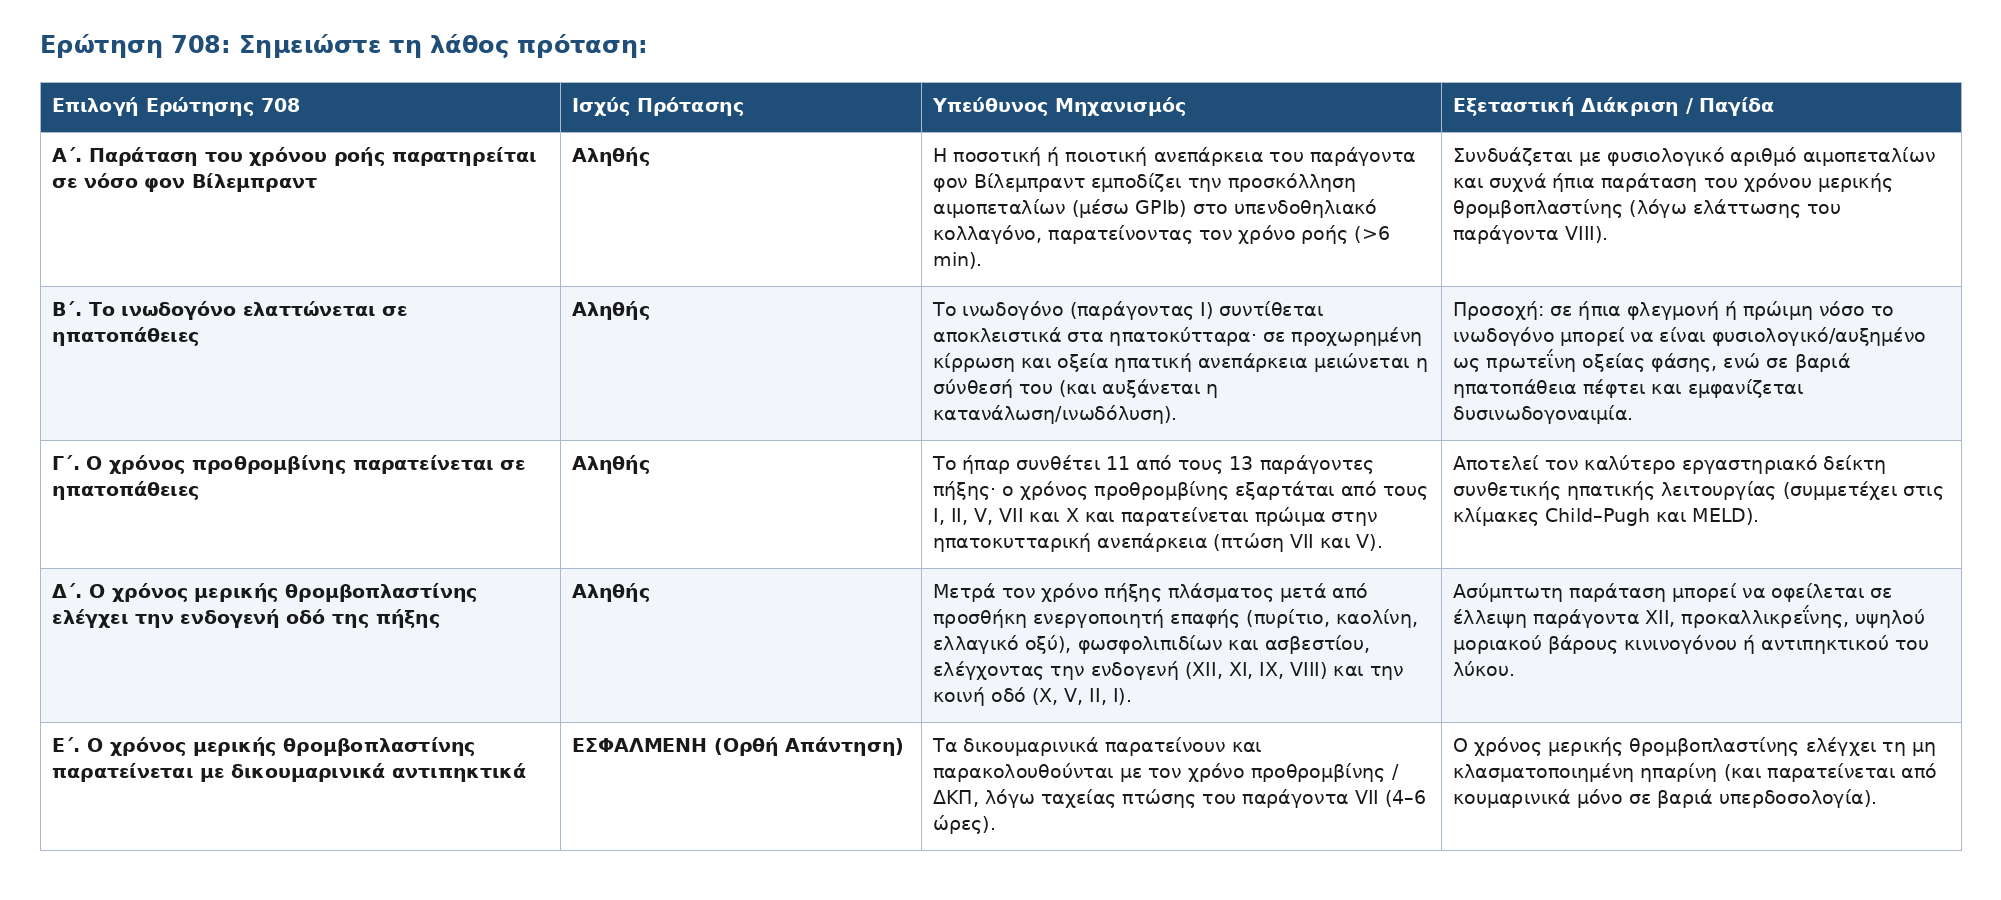 Ερώτηση 708: Σημειώστε τη λάθος πρόταση:
Επιλογή Ερώτησης 708
Ισχύς Πρότασης
Υπεύθυνος Μηχανισμός
Εξεταστική Διάκριση / Παγίδα
Α΄. Παράταση του χρόνου ροής παρατηρείται
σε νόσο φον Βίλεμπραντ
Αληθής
Η ποσοτική ή ποιοτική ανεπάρκεια του παράγοντα
φον Βίλεμπραντ εμποδίζει την προσκόλληση
αιμοπεταλίων (μέσω GPIb) στο υπενδοθηλιακό
κολλαγόνο, παρατείνοντας τον χρόνο ροής (>6
min).
Συνδυάζεται με φυσιολογικό αριθμό αιμοπεταλίων
και συχνά ήπια παράταση του χρόνου μερικής
θρομβοπλαστίνης (λόγω ελάττωσης του
παράγοντα VIII).
Β΄. Το ινωδογόνο ελαττώνεται σε
ηπατοπάθειες
Αληθής
Το ινωδογόνο (παράγοντας Ι) συντίθεται
αποκλειστικά στα ηπατοκύτταρα· σε προχωρημένη
κίρρωση και οξεία ηπατική ανεπάρκεια μειώνεται η
σύνθεσή του (και αυξάνεται η
κατανάλωση/ινωδόλυση).
Προσοχή: σε ήπια φλεγμονή ή πρώιμη νόσο το
ινωδογόνο μπορεί να είναι φυσιολογικό/αυξημένο
ως πρωτεΐνη οξείας φάσης, ενώ σε βαριά
ηπατοπάθεια πέφτει και εμφανίζεται
δυσινωδογοναιμία.
Γ΄. Ο χρόνος προθρομβίνης παρατείνεται σε
ηπατοπάθειες
Αληθής
Το ήπαρ συνθέτει 11 από τους 13 παράγοντες
πήξης· ο χρόνος προθρομβίνης εξαρτάται από τους
I, II, V, VII και X και παρατείνεται πρώιμα στην
ηπατοκυτταρική ανεπάρκεια (πτώση VII και V).
Αποτελεί τον καλύτερο εργαστηριακό δείκτη
συνθετικής ηπατικής λειτουργίας (συμμετέχει στις
κλίμακες Child–Pugh και MELD).
Δ΄. Ο χρόνος μερικής θρομβοπλαστίνης
ελέγχει την ενδογενή οδό της πήξης
Αληθής
Μετρά τον χρόνο πήξης πλάσματος μετά από
προσθήκη ενεργοποιητή επαφής (πυρίτιο, καολίνη,
ελλαγικό οξύ), φωσφολιπιδίων και ασβεστίου,
ελέγχοντας την ενδογενή (XII, XI, IX, VIII) και την
κοινή οδό (X, V, II, I).
Ασύμπτωτη παράταση μπορεί να οφείλεται σε
έλλειψη παράγοντα XII, προκαλλικρεΐνης, υψηλού
μοριακού βάρους κινινογόνου ή αντιπηκτικού του
λύκου.
Ε΄. Ο χρόνος μερικής θρομβοπλαστίνης
παρατείνεται με δικουμαρινικά αντιπηκτικά
ΕΣΦΑΛΜΕΝΗ (Ορθή Απάντηση)
Τα δικουμαρινικά παρατείνουν και
παρακολουθούνται με τον χρόνο προθρομβίνης /
ΔΚΠ, λόγω ταχείας πτώσης του παράγοντα VII (4–6
ώρες).
Ο χρόνος μερικής θρομβοπλαστίνης ελέγχει τη μη
κλασματοποιημένη ηπαρίνη (και παρατείνεται από
κουμαρινικά μόνο σε βαριά υπερδοσολογία).